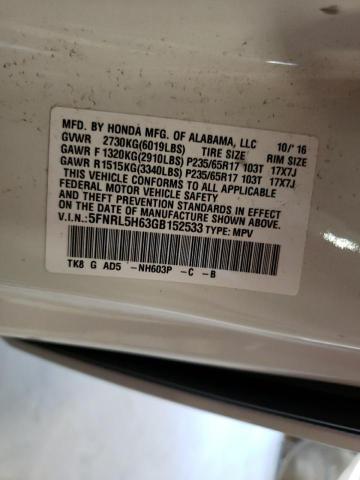 MFD. BY HONDA MFG. OF ALABAMA, LLC 10/'16
GVWR 2730KG(6019LBS) TIRE SIZE RIM SIZE
GAWR F 1320KG(2910LBS) P235/65R17 103T 17X7J
GAWR R 1515KG(3340LBS) P235/65R17 103T 17X7J
THIS VEHICLE CONFORMS TO ALL APPLICABLE
FEDERAL MOTOR VEHICLE SAFETY, BUMPER,
AND THEFT PREVENTION STANDARDS IN
EFFECT ON THE DATE OF MANUFACTURE SHOWN ABOVE.
V.I.N.:5FNRL5H63GB152533 TYPE: MPV
TK8 G AD5 -NH603P -C -B